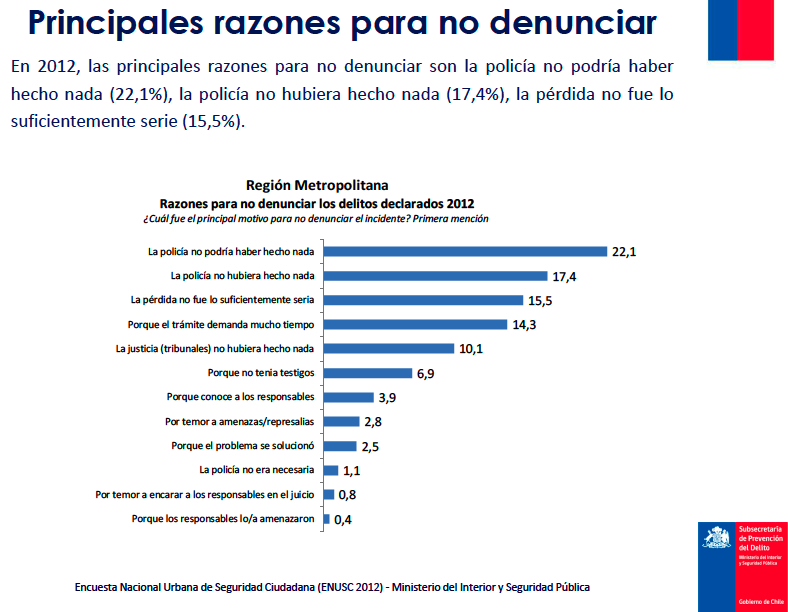 Principales razones para no denunciar
En 2012, las principales razones para no denunciar son la policía no podría haber
hecho nada (22,1%), la policía no hubiera hecho nada (17,4%), la pérdida no fue lo
suficientemente serie (15,5%).
Región Metropolitana
Razones para no denunciar los delitos declarados 2012
¿Cuál fue el principal motivo para no denunciar el incidente? Primera mención
La policía no podría haber hecho nada 22,1
La policía no hubiera hecho nada 17,4
La pérdida no fue lo suficientemente seria 15,5
Porque el trámite demanda mucho tiempo 14,3
La justicia (tribunales) no hubiera hecho nada 10,1
Porque no tenia testigos 6,9
Porque conoce a los responsables 3,9
Por temor a amenazas/represalias 2,8
Porque el problema se solucionó 2,5
La policía no era necesaria 1,1
Por temor a encarar a los responsables en el juicio 0,8
Porque los responsables lo/a amenazaron 0,4
Subsecretaría
de Prevención
del Delito
Ministerio del Interior
y Seguridad Pública
Gobierno de Chile
Encuesta Nacional Urbana de Seguridad Ciudadana (ENUSC 2012) - Ministerio del Interior y Seguridad Pública